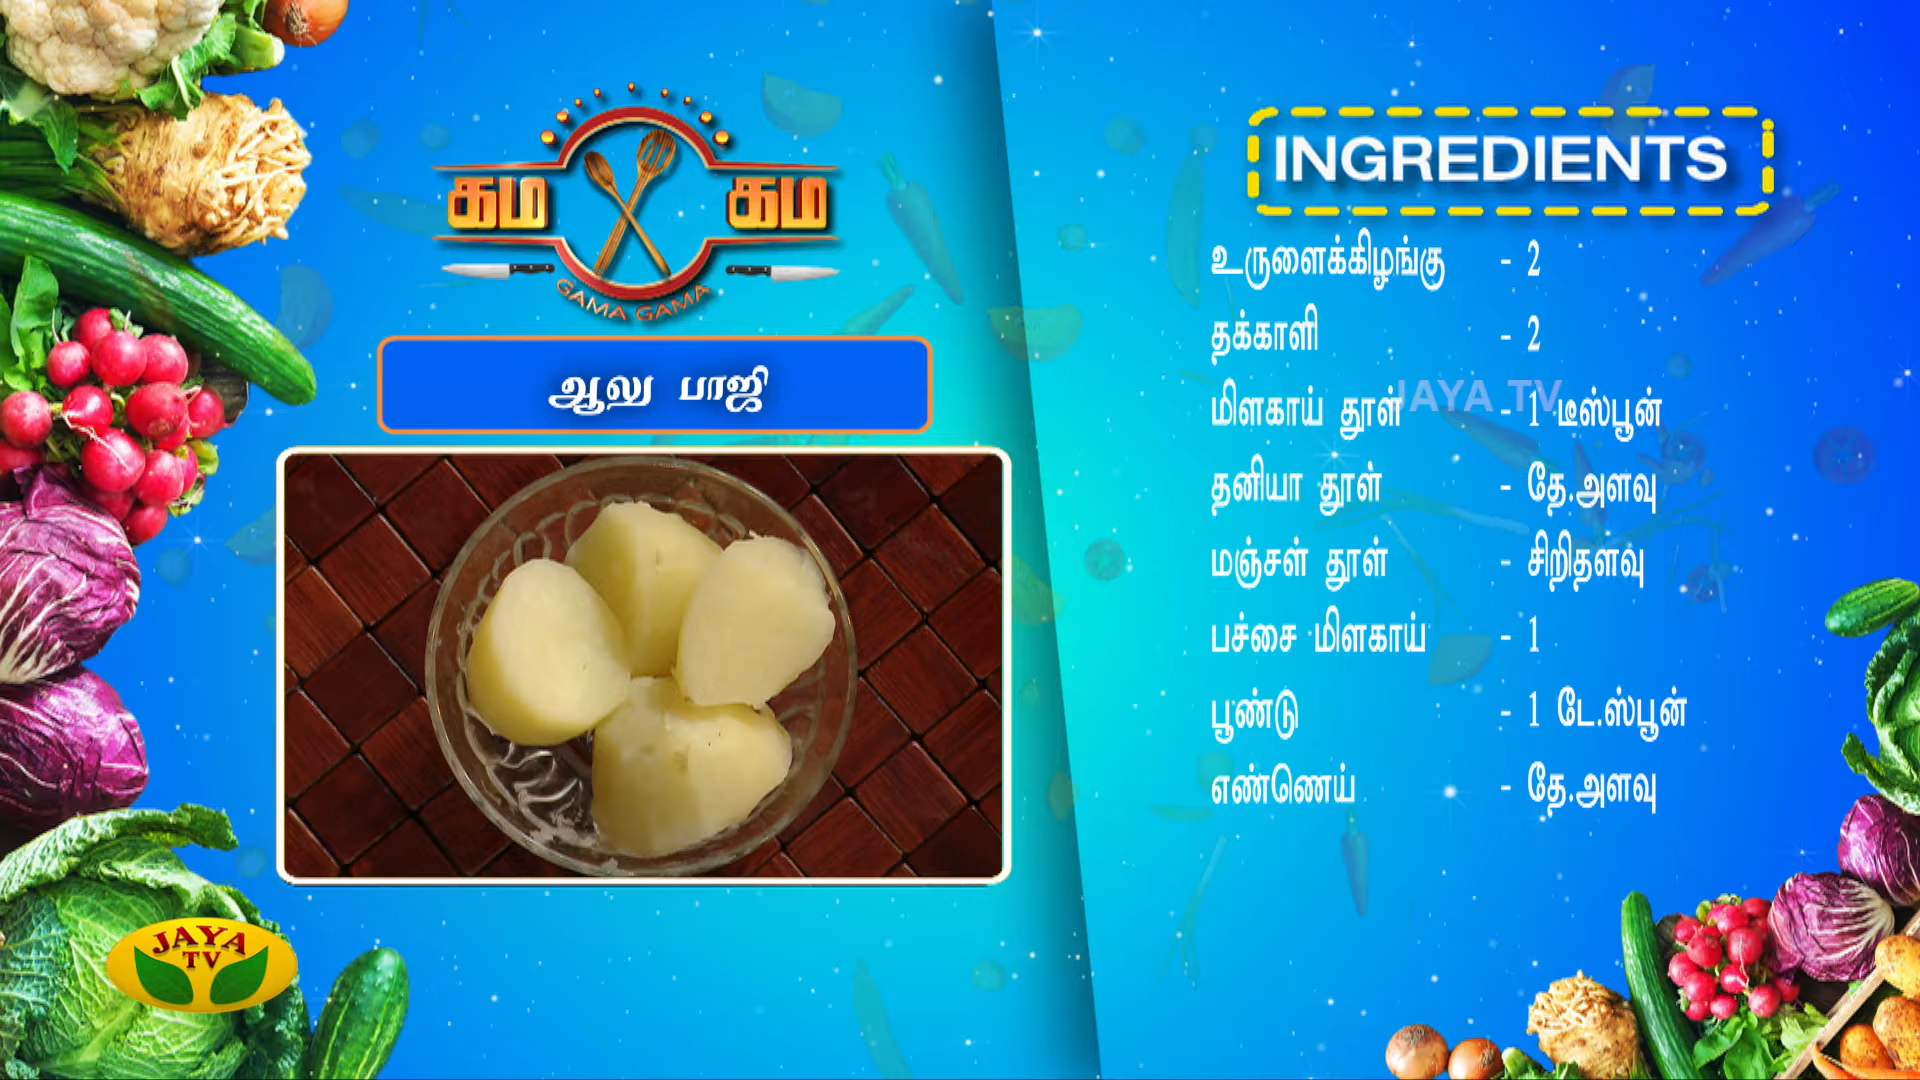 கம கம
GAMA GAMA
ஆலு பாஜி
INGREDIENTS
உருளைக்கிழங்கு - 2
தக்காளி - 2
மிளகாய் தூள் - 1 டீஸ்பூன்
தனியா தூள் - தே.அளவு
மஞ்சள் தூள் - சிறிதளவு
பச்சை மிளகாய் - 1
பூண்டு - 1 டே.ஸ்பூன்
எண்ணெய் - தே.அளவு
JAYA TV
JAYA
TV